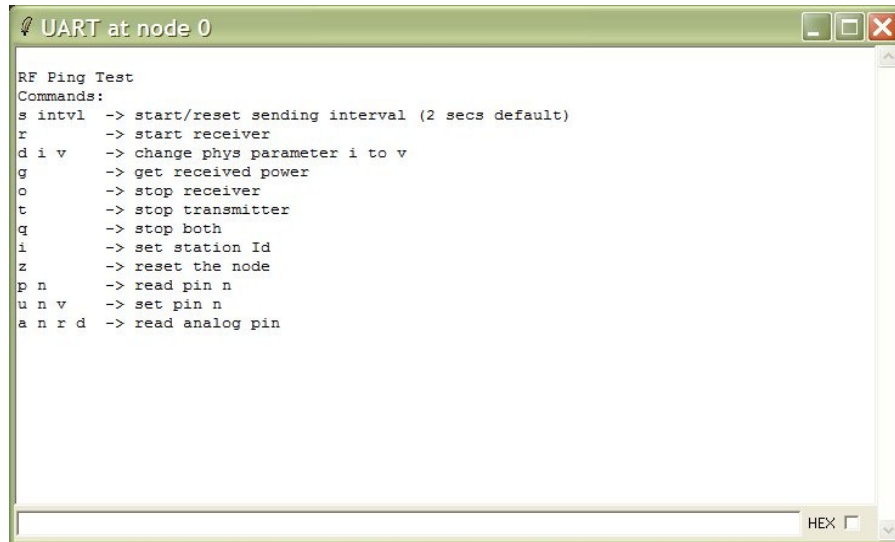 UART at node 0
RF Ping Test
Commands:
s intvl  -> start/reset sending interval (2 secs default)
r        -> start receiver
d i v    -> change phys parameter i to v
g        -> get received power
o        -> stop receiver
t        -> stop transmitter
q        -> stop both
i        -> set station Id
z        -> reset the node
p n      -> read pin n
u n v    -> set pin n
a n r d  -> read analog pin
HEX